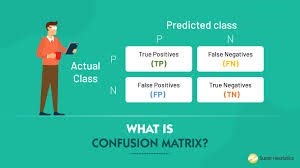 Predicted class
P
N
Actual
Class
P
True Positives
(TP)
False Negatives
(FN)
N
False Positives
(FP)
True Negatives
(TN)
WHAT IS
CONFUSION MATRIX?